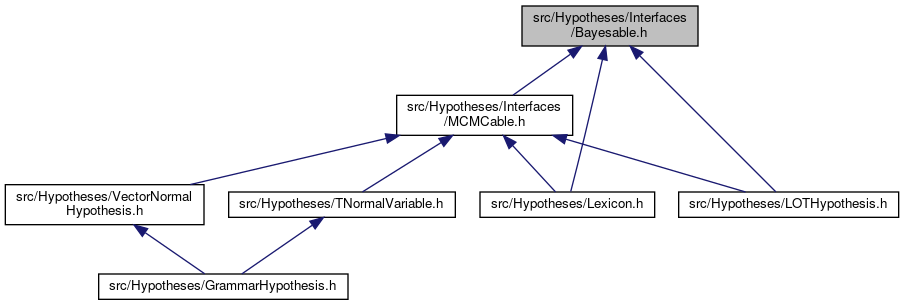 src/Hypotheses/Interfaces
/Bayesable.h
src/Hypotheses/Interfaces
/MCMCable.h
src/Hypotheses/VectorNormal
Hypothesis.h
src/Hypotheses/TNormalVariable.h
src/Hypotheses/Lexicon.h
src/Hypotheses/LOTHypothesis.h
src/Hypotheses/GrammarHypothesis.h